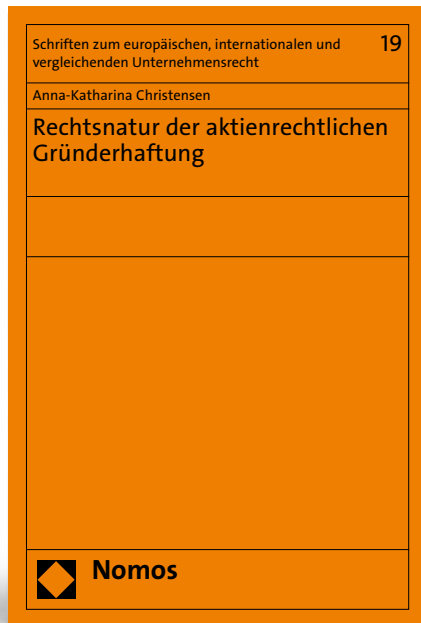 Schriften zum europäischen, internationalen und 19
vergleichenden Unternehmensrecht
Anna-Katharina Christensen
Rechtsnatur der aktienrechtlichen
Gründerhaftung
Nomos